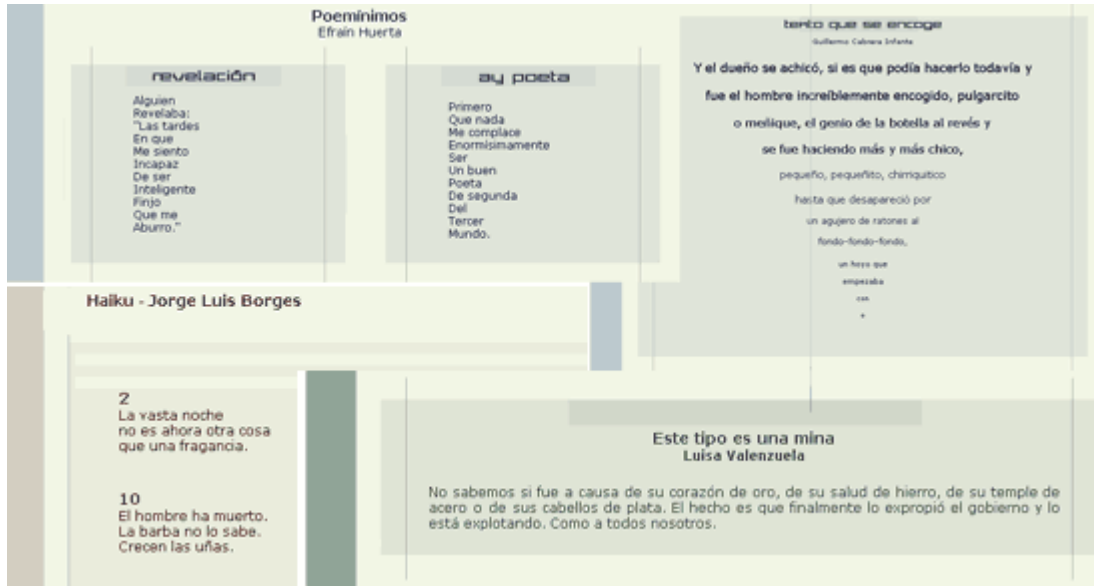 Poemínimos
Efraín Huerta
revelación
Alguien
Revelaba:
"Las tardes
En que
Me siento
Incapaz
De ser
Inteligente
Finjo
Que me
Aburro."
ay poeta
Primero
Que nada
Me complace
Enormisimamente
Ser
Un buen
Poeta
De segunda
Del
Tercer
Mundo.
texto que se encoge
Guillermo Cabrera Infante
Y el dueño se achicó, si es que podía hacerlo todavía y
fue el hombre increíblemente encogido, pulgarcito
o meñique, el genio de la botella al revés y
se fue haciendo más y más chico,
pequeño, pequeñito, chirriquitico
hasta que desapareció por
un agujero de ratones al
fondo-fondo-fondo,
un hoyo que
empezaba
con
Haiku - Jorge Luis Borges
2
La vasta noche
no es ahora otra cosa
que una fragancia.
10
El hombre ha muerto.
La barba no lo sabe.
Crecen las uñas.
Este tipo es una mina
Luisa Valenzuela
No sabemos si fue a causa de su corazón de oro, de su salud de hierro, de su temple de
acero o de sus cabellos de plata. El hecho es que finalmente lo expropió el gobierno y lo
está explotando. Como a todos nosotros.